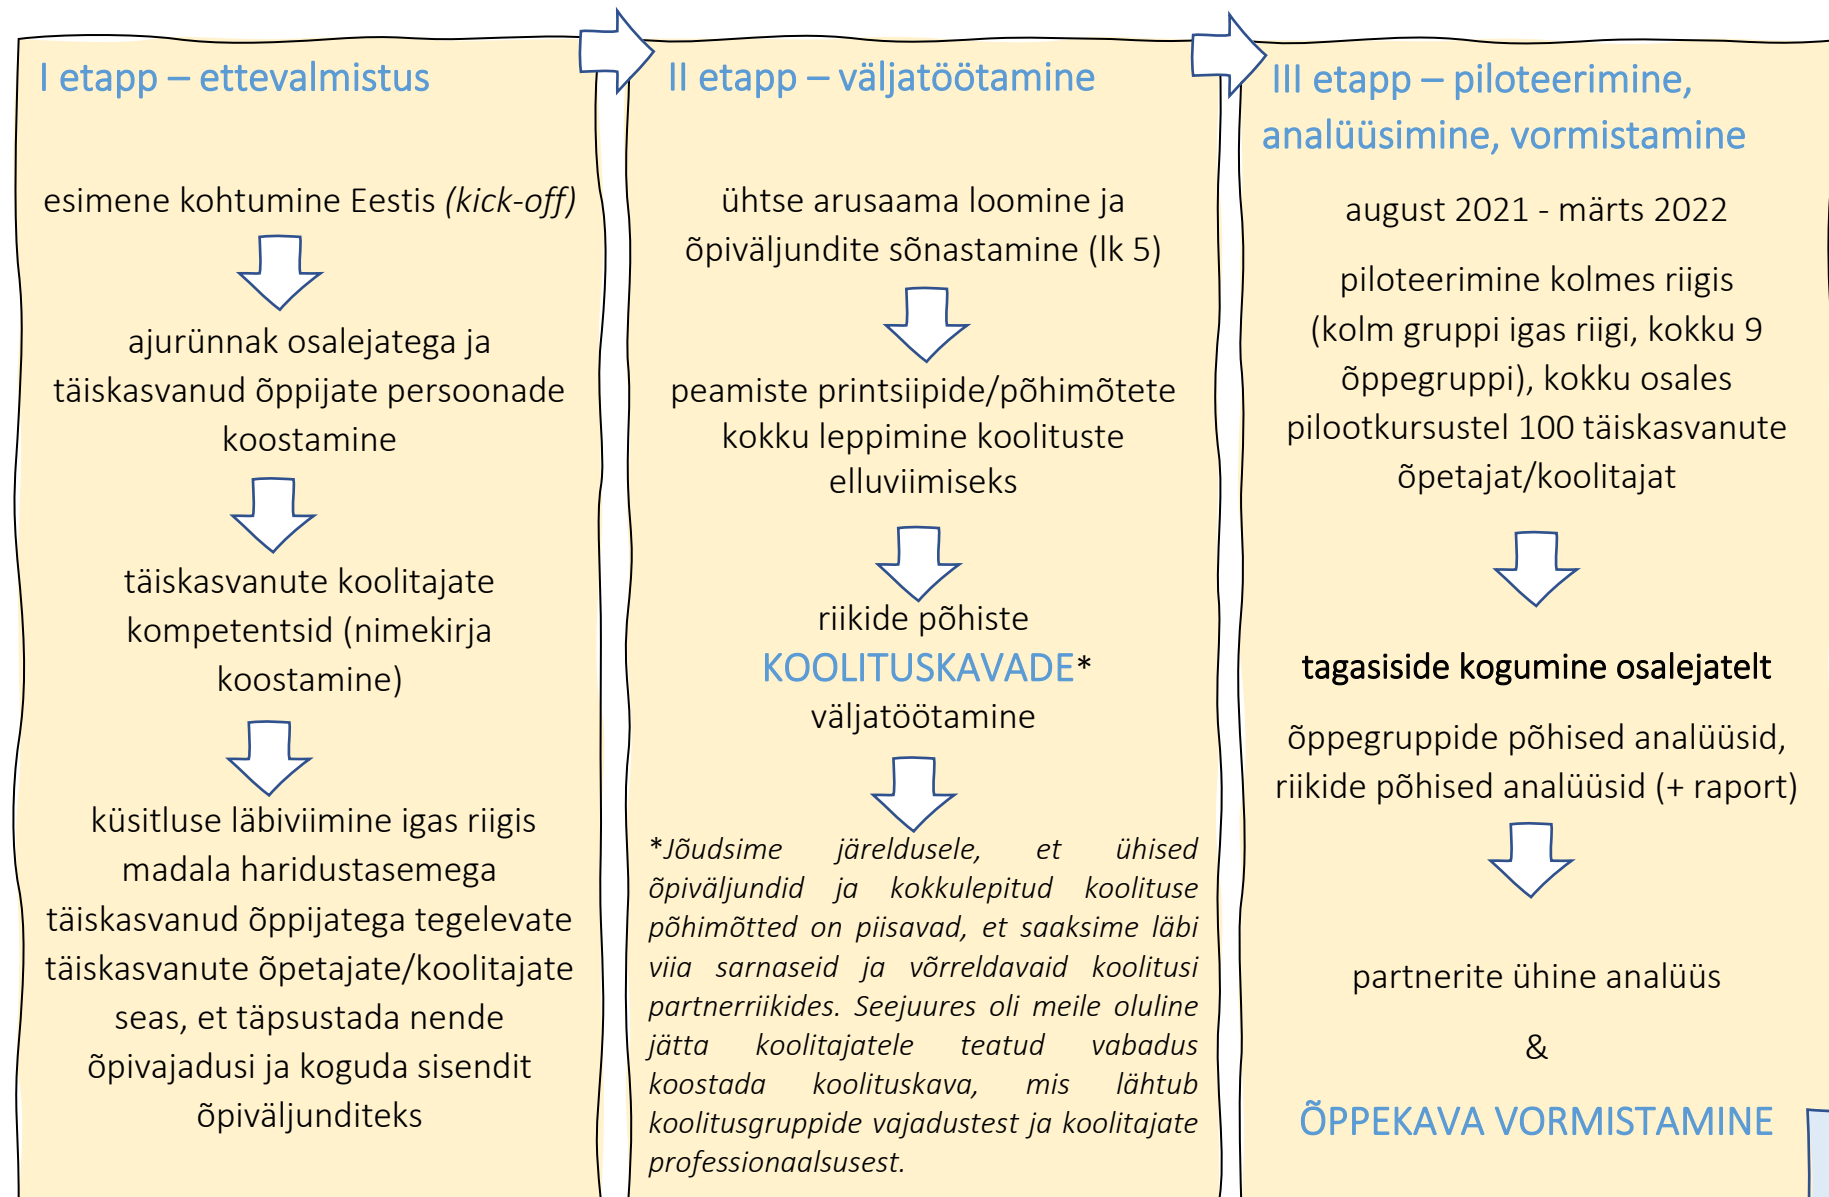 I etapp – ettevalmistus
esimene kohtumine Eestis (kick-off)
ajurünnak osalejatega ja
täiskasvanud õppijate persoonade
koostamine
täiskasvanute koolitajate
kompetentsid (nimekirja
koostamine)
küsitluse läbiviimine igas riigis
madala haridustasemega
täiskasvanud õppijatega tegelevate
täiskasvanute õpetajate/koolitajate
seas, et täpsustada nende
õpivajadusi ja koguda sisendit
õpiväljunditeks
II etapp – väljatöötamine
ühtse arusaama loomine ja
õpiväljundite sõnastamine (lk 5)
peamiste printsiipide/põhimõtete
kokku leppimine koolituste
elluviimiseks
riikide põhiste
KOOLITUSKAVADE*
väljatöötamine
*Jõudsime järeldusele, et ühised
õpiväljundid ja kokkulepitud koolituse
põhimõtted on piisavad, et saaksime läbi
viia sarnaseid ja võrreldavaid koolitusi
partnerriikides. Seejuures oli meile oluline
jätta koolitajatele teatud vabadus
koostada koolituskava, mis lähtub
koolitusgruppide vajadustest ja koolitajate
professionaalsusest.
III etapp – piloteerimine,
analüüsimine, vormistamine
august 2021 - märts 2022
piloteerimine kolmes riigis
(kolm gruppi igas riigi, kokku 9
õppegruppi), kokku osales
pilootkursustel 100 täiskasvanute
õpetajat/koolitajat
tagasiside kogumine osalejatelt
õppegruppide põhised analüüsid,
riikide põhised analüüsid (+ raport)
partnerite ühine analüüs
&
ÕPPEKAVA VORMISTAMINE